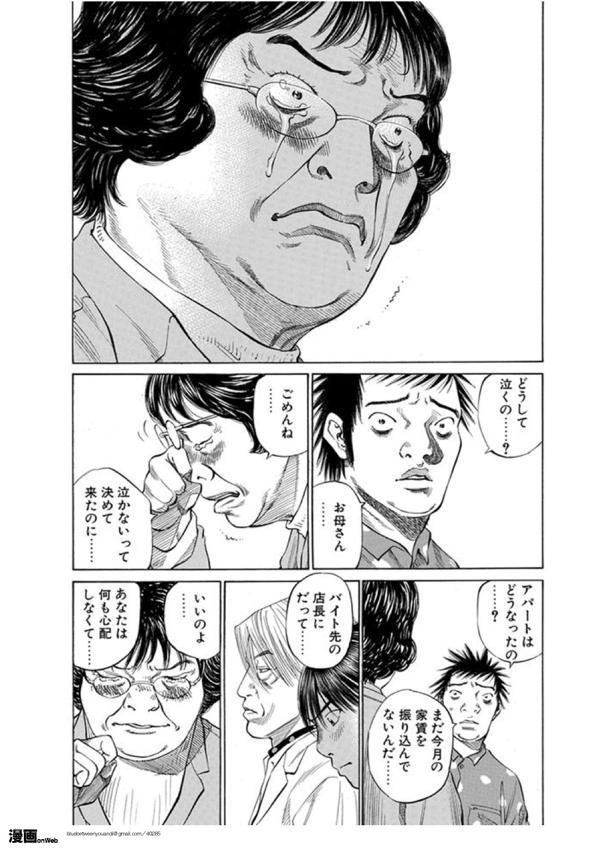 どうして
泣くの……?
お母さん
……
ごめんね
……
泣かないって
決めて
来たのに
……
アパートは
どうなったの
……?
まだ今月の
家賃を
振り込んで
ないんだ……
バイト先の
店長に
だって……
いいのよ
……
あなたは
何も心配
しなくて……
漫画onWeb
bluebetweenyouandi@gmail.com/40285